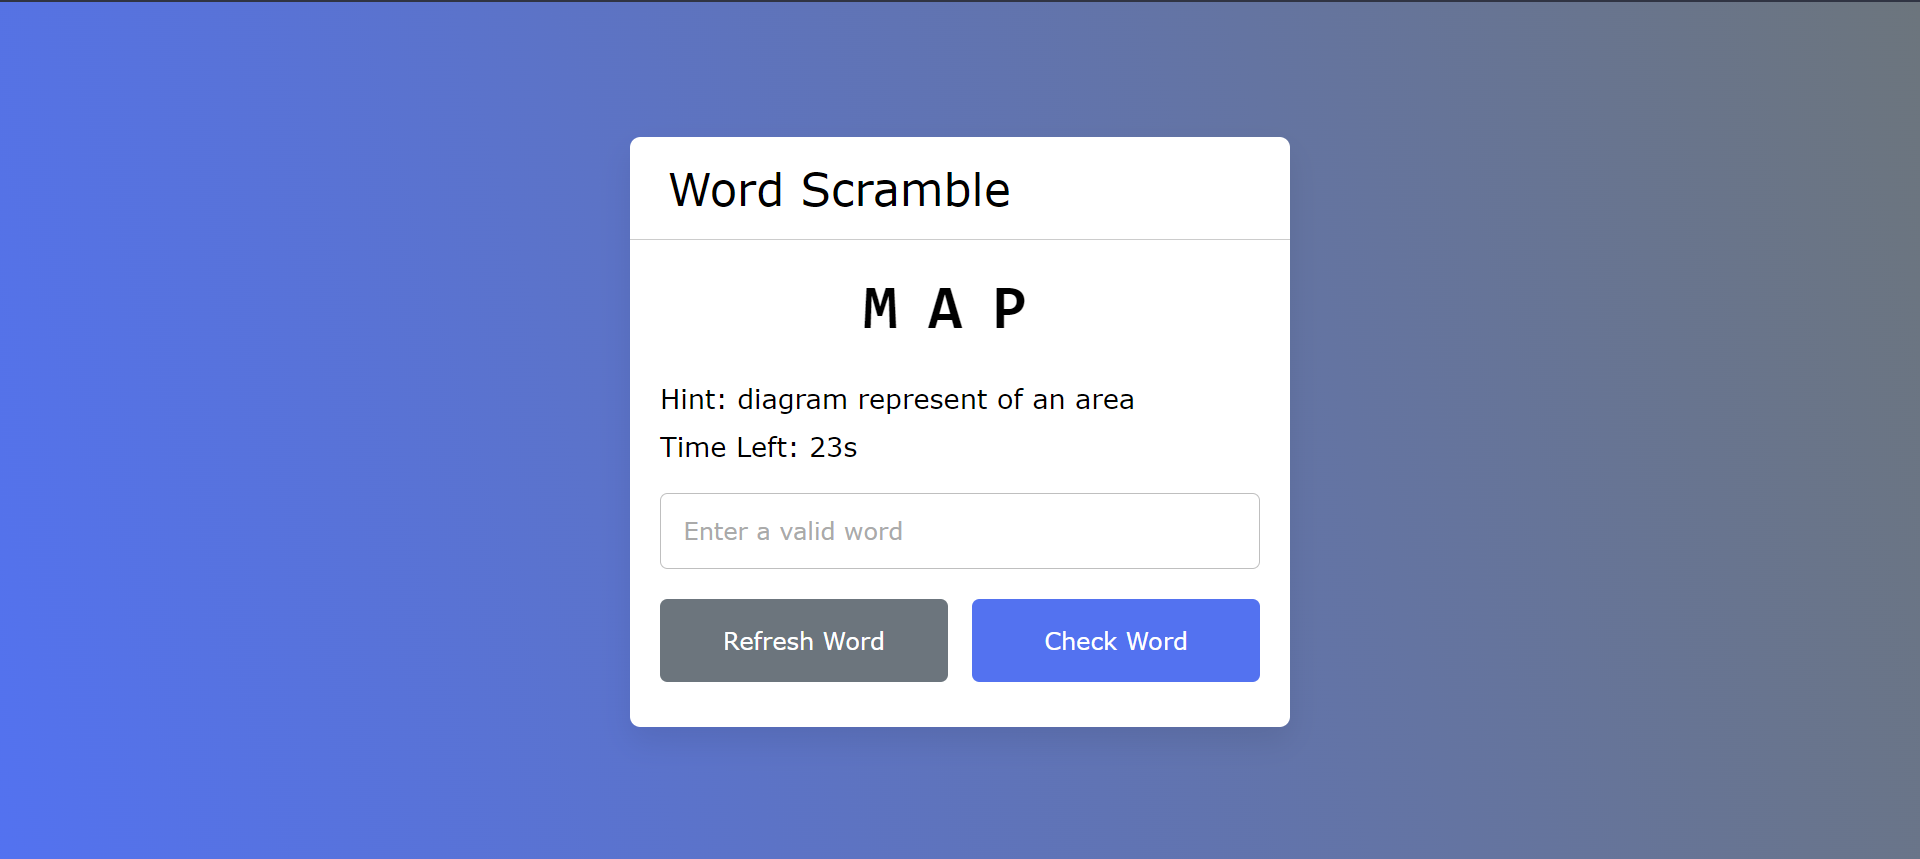 Word Scramble
M A P
Hint: diagram represent of an area
Time Left: 23s
Enter a valid word
Refresh Word
Check Word